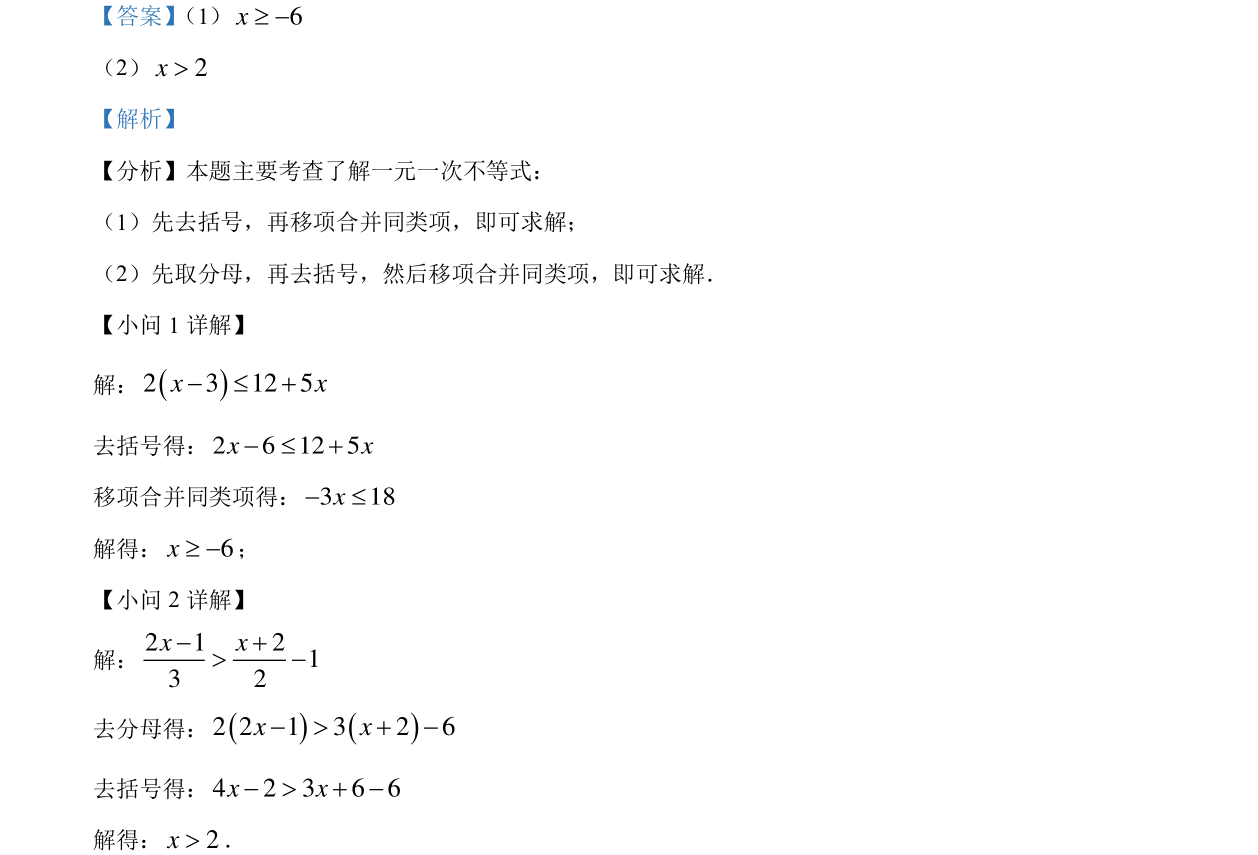 【答案】（1）x ≥ −6
（2）x > 2
【解析】
【分析】本题主要考查了解一元一次不等式：
（1）先去括号，再移项合并同类项，即可求解；
（2）先取分母，再去括号，然后移项合并同类项，即可求解．
【小问 1 详解】
解：2(x−3)≤12+5x
去括号得：2x−6≤12+5x
移项合并同类项得：−3x≤18
解得：x ≥ −6；
【小问 2 详解】
解：\frac{2x−1}{3} > \frac{x+2}{2} −1
去分母得：2(2x−1)>3(x+2)−6
去括号得：4x−2>3x+6−6
解得：x > 2．